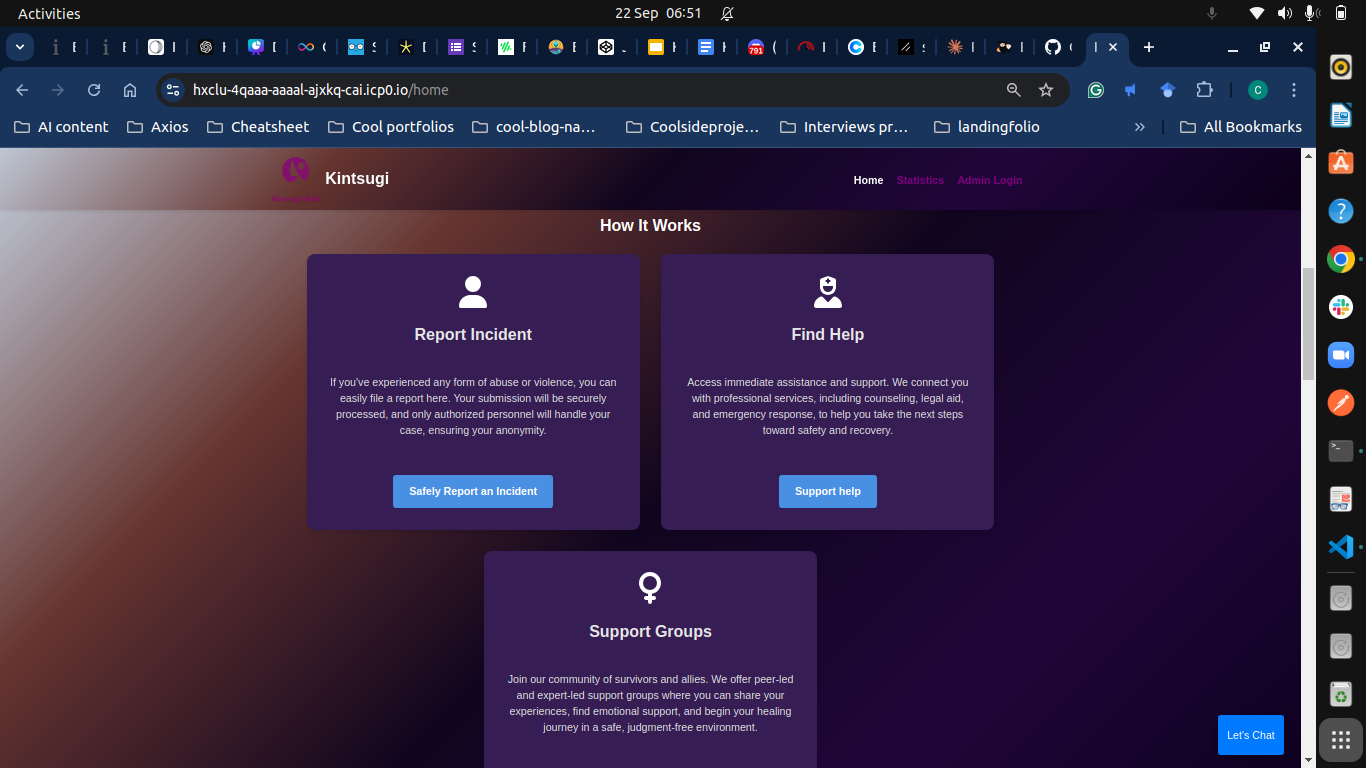 Activities
22 Sep 06:51
791
hxclu-4qaaa-aaaal-ajxkq-cai.icp0.io/home
C
AI content
Axios
Cheatsheet
Cool portfolios
cool-blog-na...
Coolsideproje...
Interviews pr...
landingfolio
»
All Bookmarks
Kintsugi
Home
Statistics
Admin Login
How It Works
Report Incident
If you've experienced any form of abuse or violence, you can
easily file a report here. Your submission will be securely
processed, and only authorized personnel will handle your
case, ensuring your anonymity.
Safely Report an Incident
Find Help
Access immediate assistance and support. We connect you
with professional services, including counseling, legal aid,
and emergency response, to help you take the next steps
toward safety and recovery.
Support help
Support Groups
Join our community of survivors and allies. We offer peer-led
and expert-led support groups where you can share your
experiences, find emotional support, and begin your healing
journey in a safe, judgment-free environment.
Let's Chat